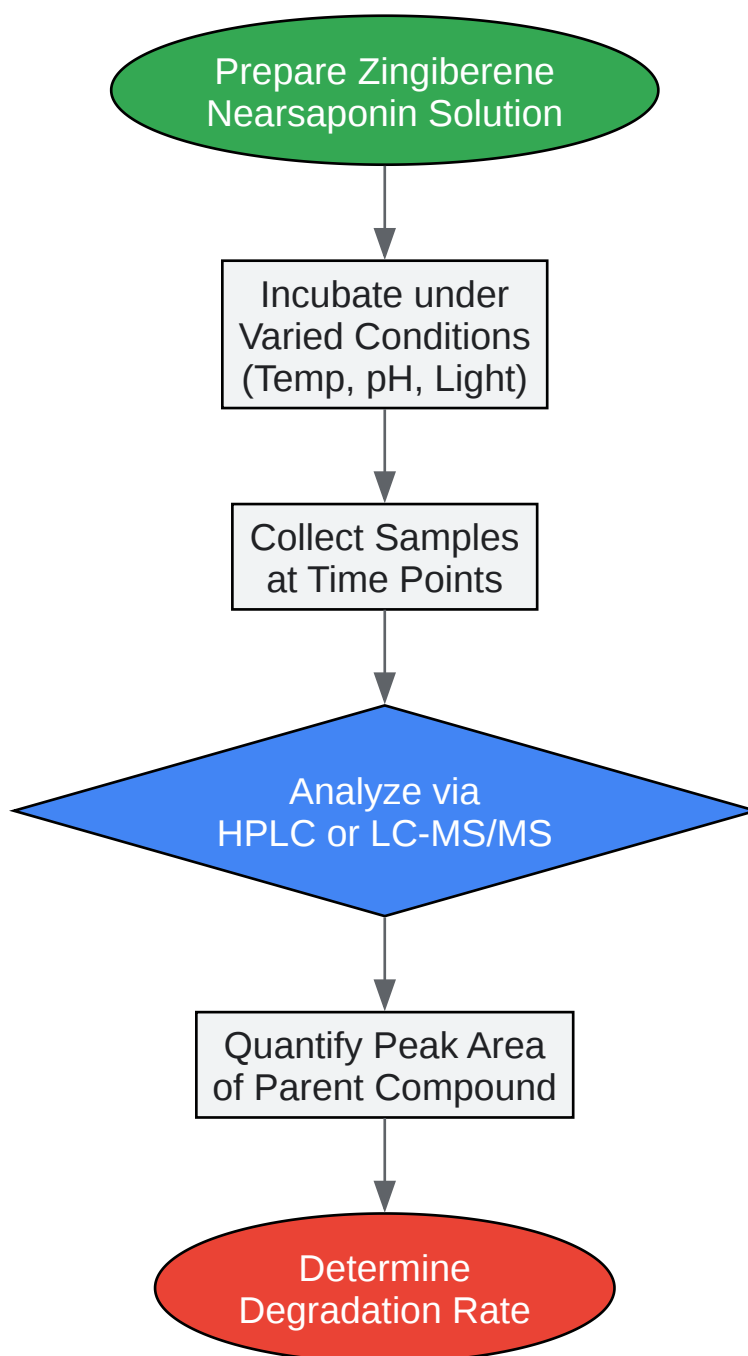 Prepare Zingiberene
Nearsaponin Solution
Incubate under
Varied Conditions
(Temp, pH, Light)
Collect Samples
at Time Points
Analyze via
HPLC or LC-MS/MS
Quantify Peak Area
of Parent Compound
Determine
Degradation Rate